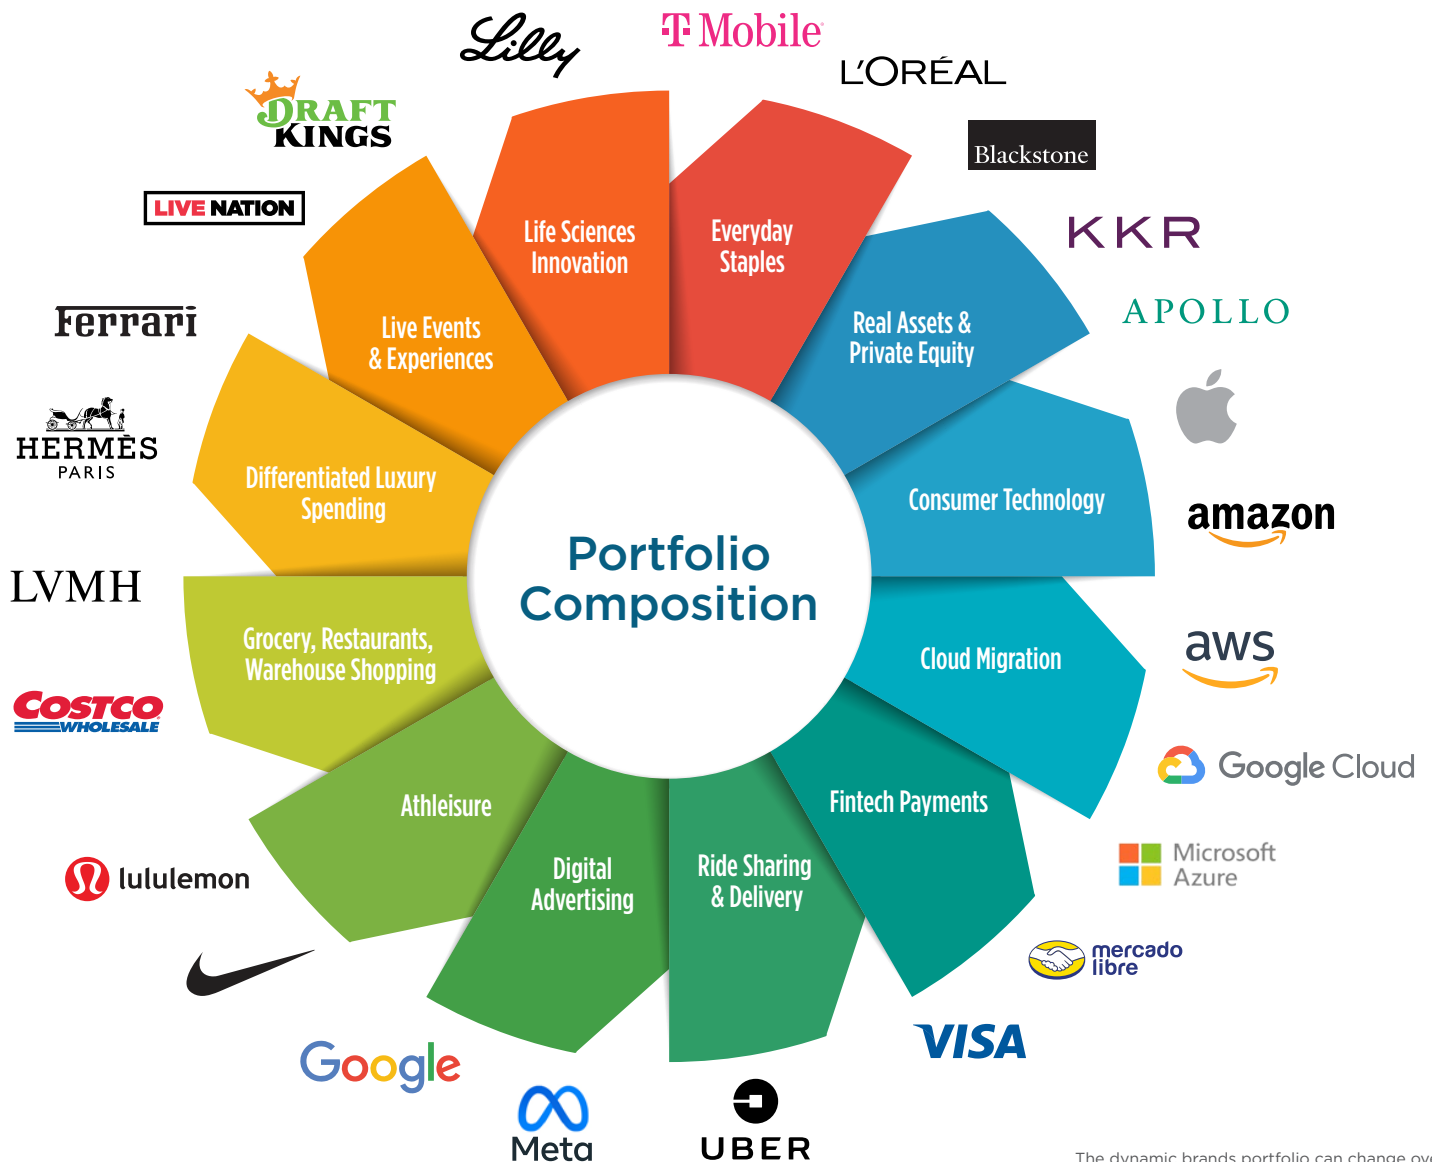 Lilly
T Mobile
L'ORÉAL
DRAFT
KINGS
Blackstone
LIVE NATION
KKR
Life Sciences
Innovation
Everyday
Staples
Ferrari
APOLLO
Live Events
& Experiences
Real Assets &
Private Equity
HERMÈS
PARIS
Differentiated Luxury
Spending
Consumer Technology
amazon
Portfolio
Composition
LVMH
Grocery, Restaurants,
Warehouse Shopping
Cloud Migration
aws
COSTCO
WHOLESALE
Google Cloud
Athleisure
Fintech Payments
Digital
Advertising
Ride Sharing
& Delivery
lululemon
Microsoft
Azure
mercado
libre
VISA
Google
Meta
UBER
The dynamic brands portfolio can change